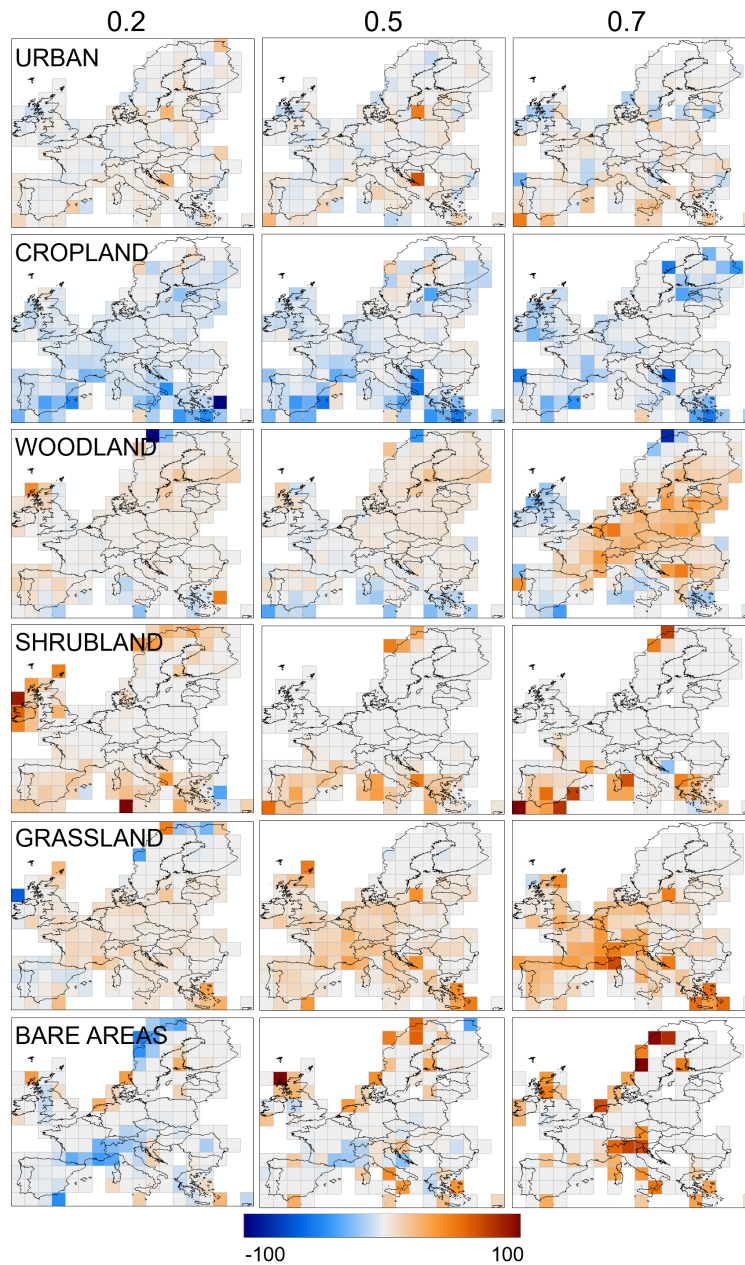 0.2 0.5 0.7
URBAN
CROPLAND
WOODLAND
SHRUBLAND
GRASSLAND
BARE AREAS
-100 100